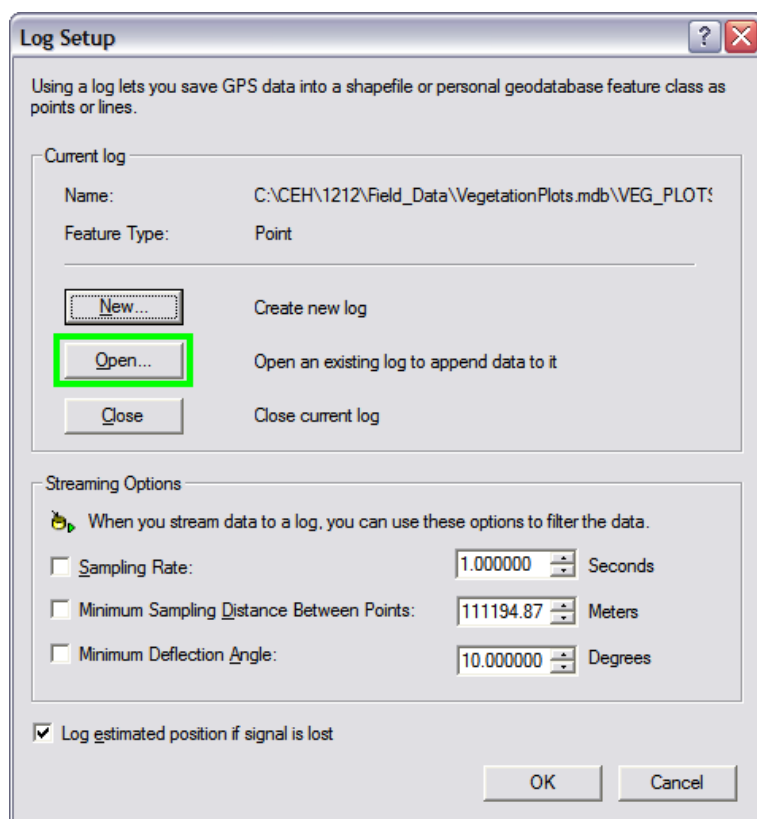 Log Setup
Using a log lets you save GPS data into a shapefile or personal geodatabase feature class as
points or lines.
Current log
Name: C:\CEH\1212\Field_Data\VegetationPlots.mdb\VEG_PLOTS
Feature Type: Point
New... Create new log
Open... Open an existing log to append data to it
Close Close current log
Streaming Options
When you stream data to a log, you can use these options to filter the data.
Sampling Rate: 1.000000 Seconds
Minimum Sampling Distance Between Points: 111194.87 Meters
Minimum Deflection Angle: 10.000000 Degrees
Log estimated position if signal is lost
OK Cancel